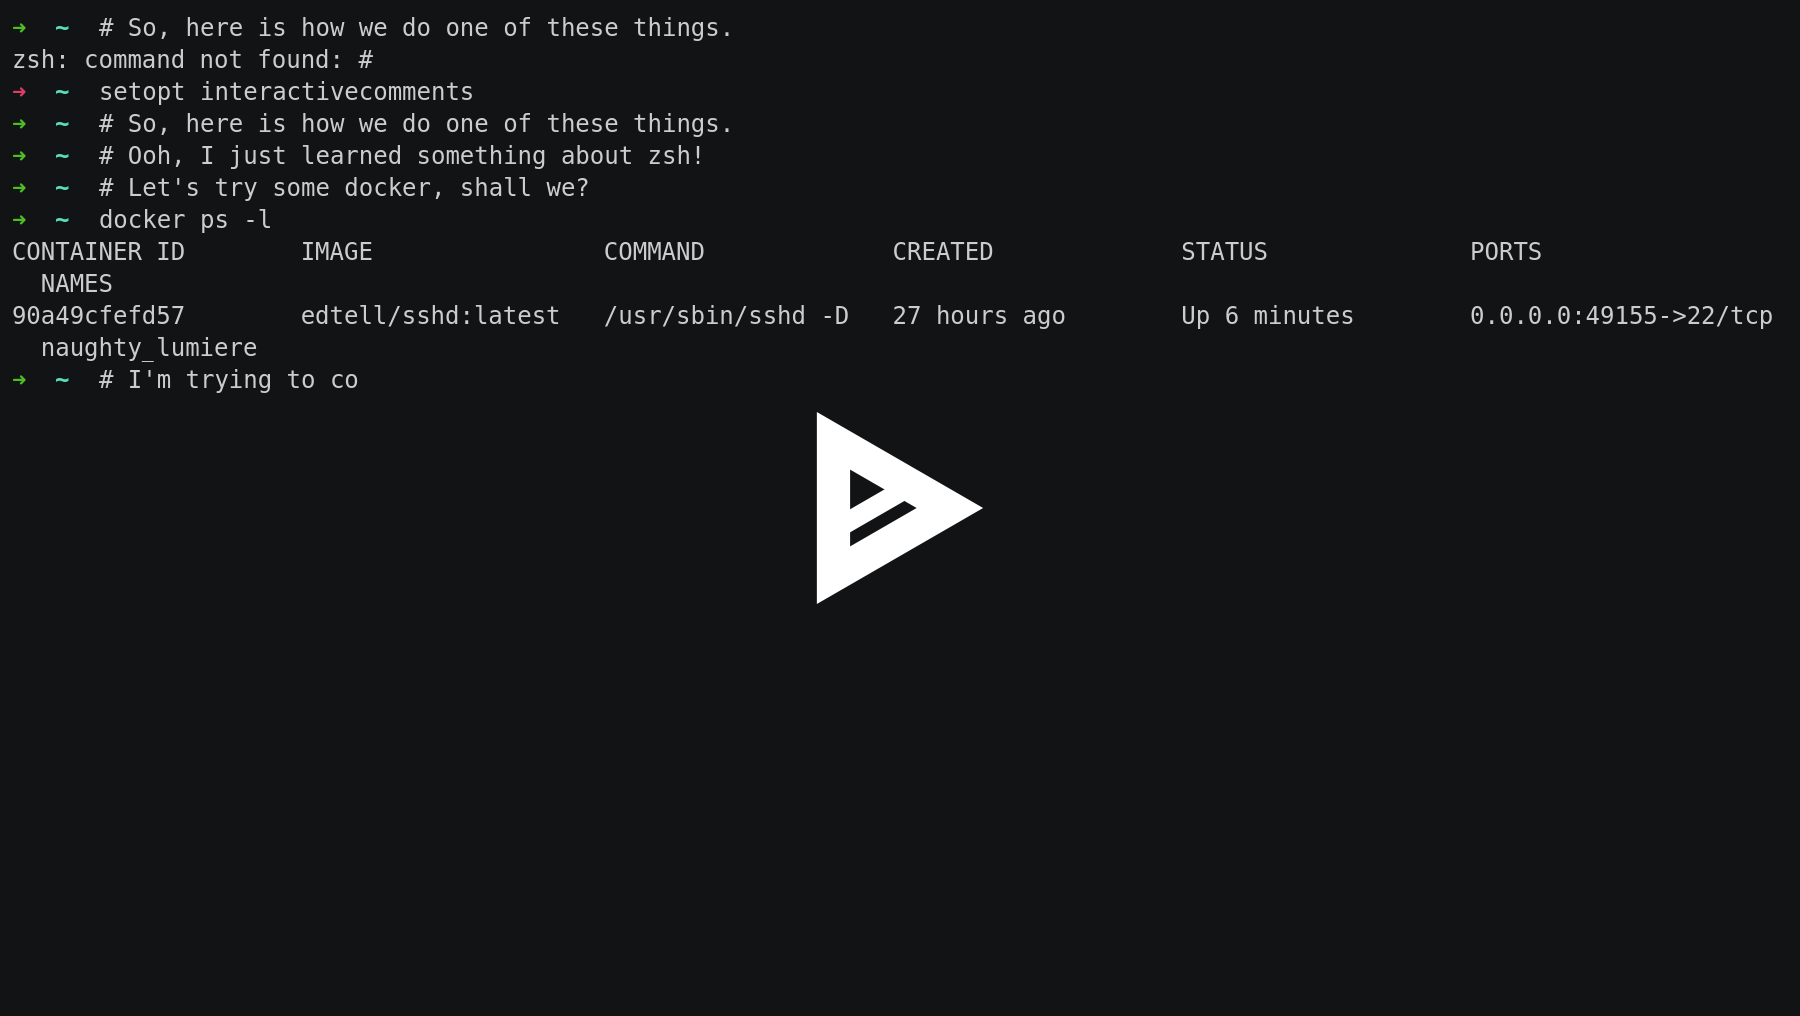 ➜  ~  # So, here is how we do one of these things.
zsh: command not found: #
➜  ~  setopt interactivecomments
➜  ~  # So, here is how we do one of these things.
➜  ~  # Ooh, I just learned something about zsh!
➜  ~  # Let's try some docker, shall we?
➜  ~  docker ps -l
CONTAINER ID        IMAGE                COMMAND             CREATED             STATUS              PORTS
  NAMES
90a49cfefd57        edtell/sshd:latest   /usr/sbin/sshd -D   27 hours ago        Up 6 minutes        0.0.0.0:49155->22/tcp
  naughty_lumiere
➜  ~  # I'm trying to co